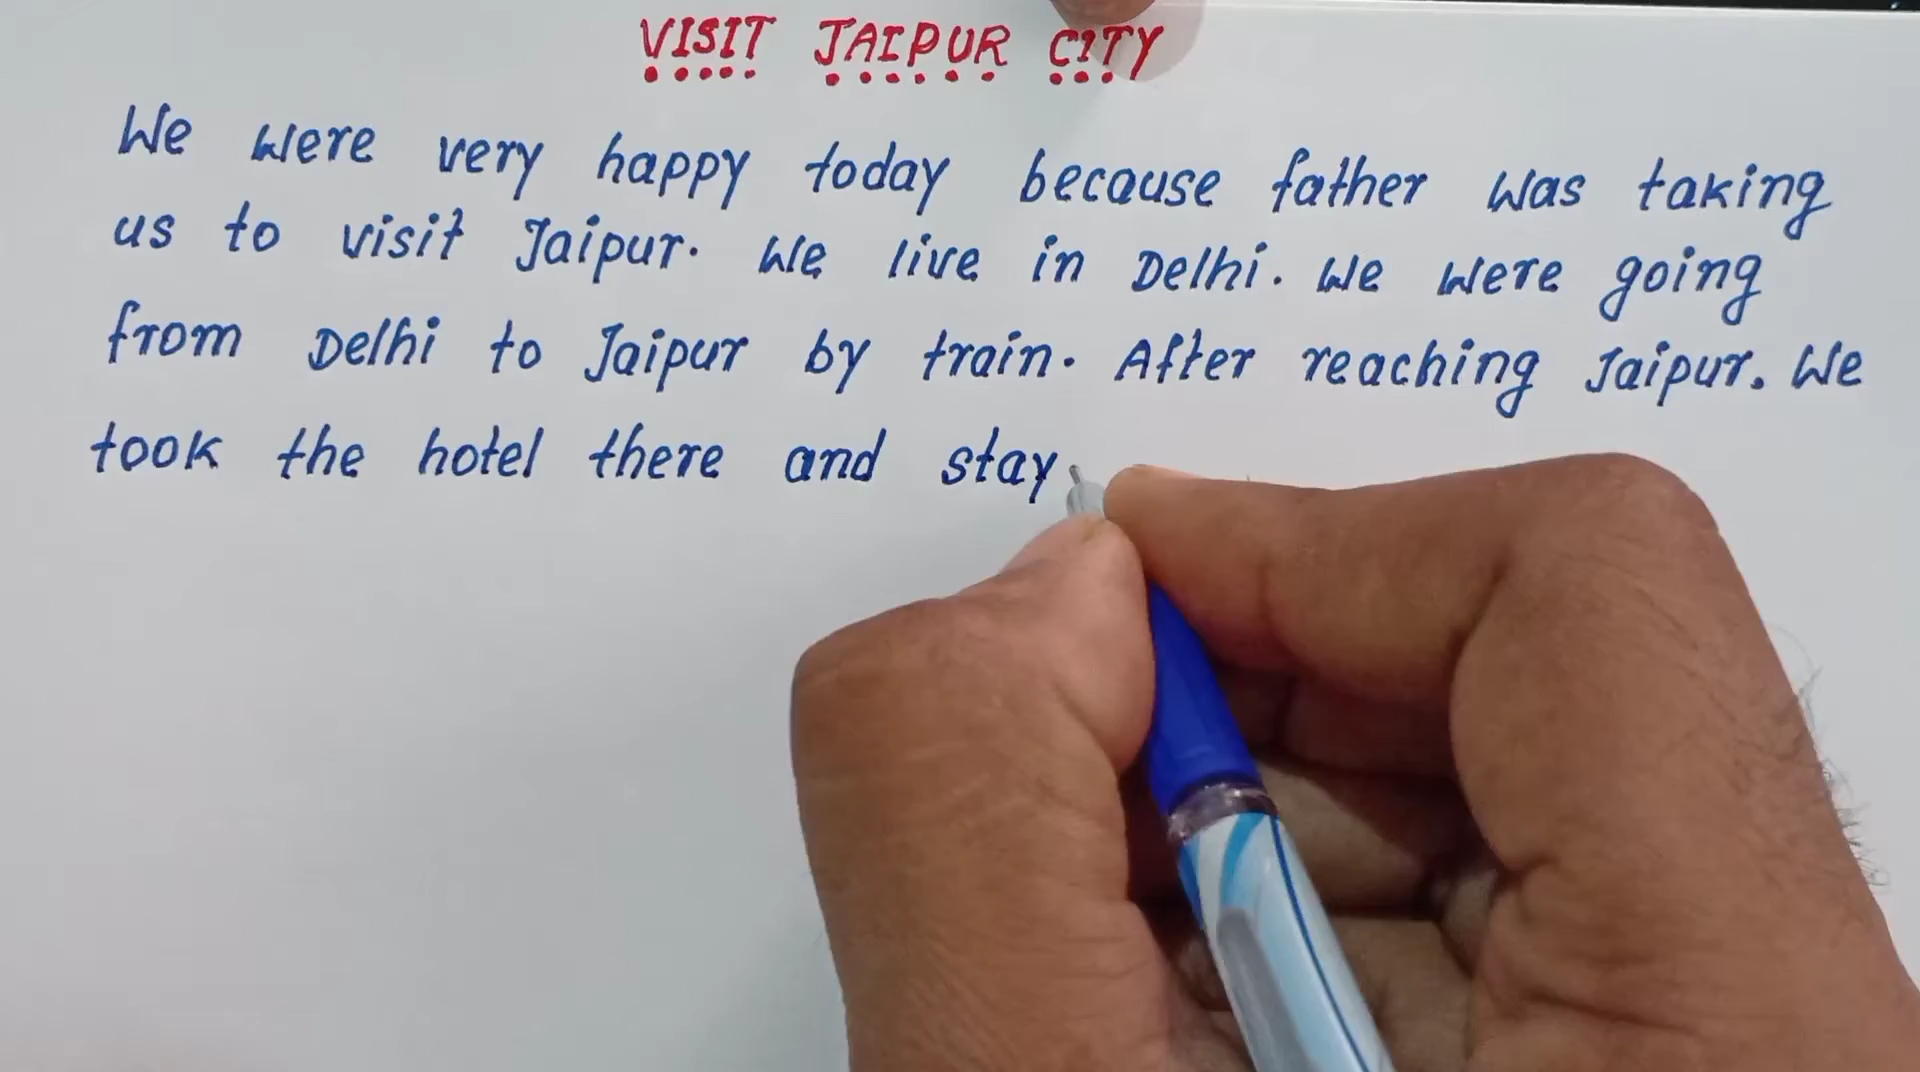 VISIT JAIPUR CITY
We were very happy today because father was taking
us to visit Jaipur. We live in Delhi. We were going
from Delhi to Jaipur by train. After reaching Jaipur. We
took the hotel there and stay